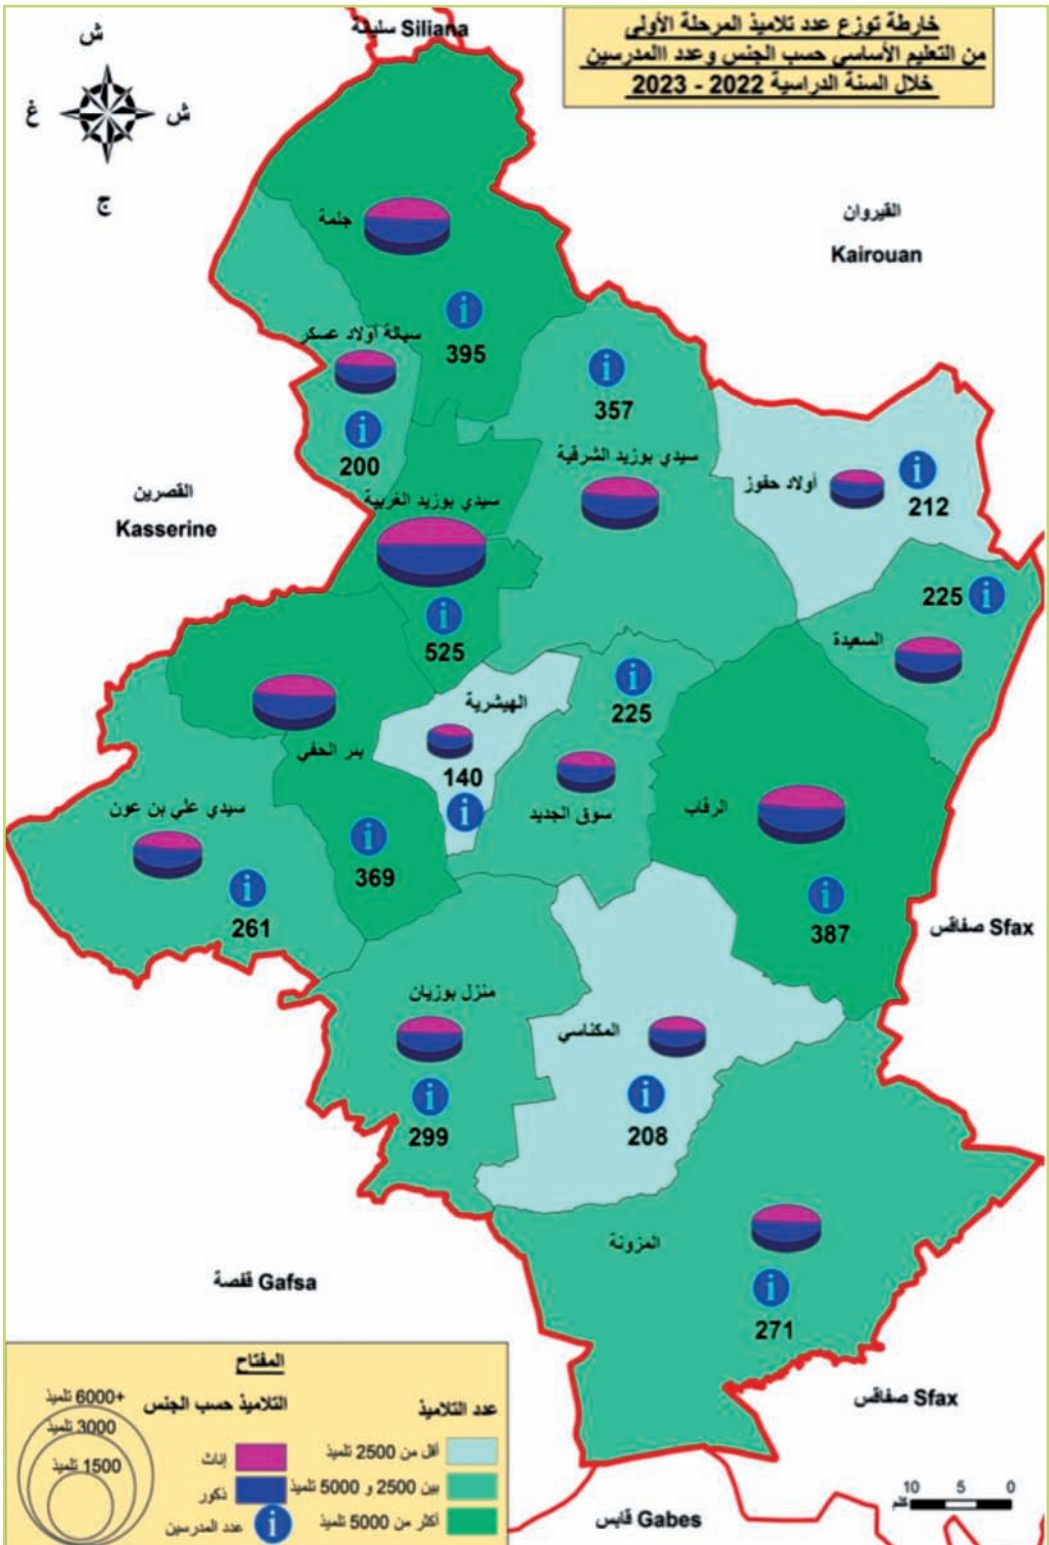 خارطة توزع عدد تلاميذ المرحلة الأولى
من التعليم الأساسي حسب الجنس وعدد االمدرسين
خلال السنة الدراسية 2022 - 2023
سليانة Siliana
ش
غ
ش
ج
القيروان
Kairouan
جلمة
395
سبالة أولاد عسكر
200
357
سيدي بوزيد الشرقية
أولاد حفوز
212
القصرين
Kasserine
سيدي بوزيد الغربية
525
225
السعيدة
الهيشرية
140
225
سوق الجديد
بئر الحفي
369
الرقاب
387
سيدي علي بن عون
261
صفاقس Sfax
منزل بوزيان
299
المكناسي
208
المزونة
271
قفصة Gafsa
صفاقس Sfax
قابس Gabes
المفتاح
عدد التلاميذ
أقل من 2500 تلميذ
بين 2500 و 5000 تلميذ
أكثر من 5000 تلميذ
التلاميذ حسب الجنس
إناث
ذكور
عدد المدرسين
+6000 تلميذ
3000 تلميذ
1500 تلميذ
10 5 0
كلم